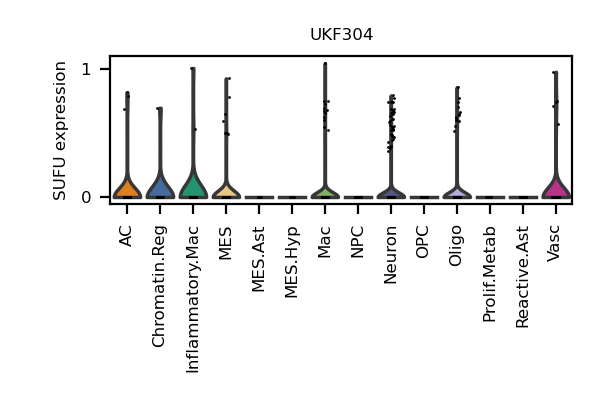 UKF304
SUFU expression
1
0
AC
Chromatin.Reg
Inflammatory.Mac
MES
MES.Ast
MES.Hyp
Mac
NPC
Neuron
OPC
Oligo
Prolif.Metab
Reactive.Ast
Vasc